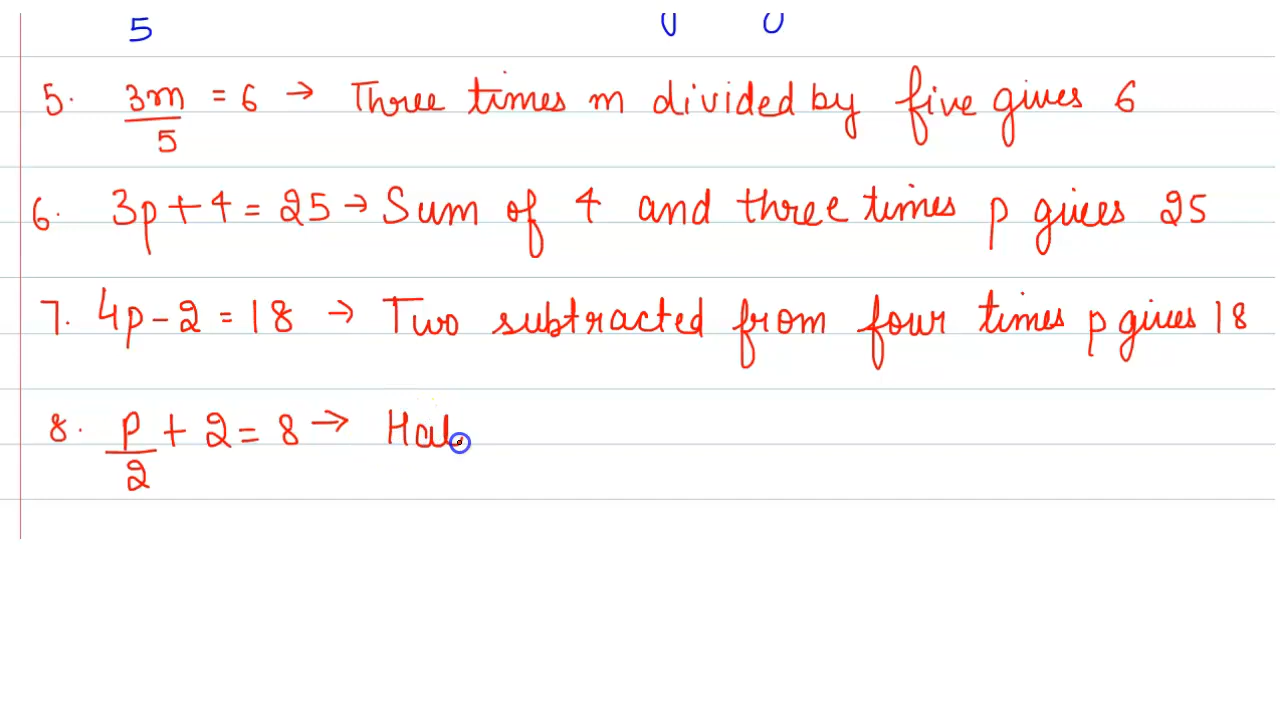 5
5. 3m/5 = 6 → Three times m divided by five gives 6
6. 3p + 4 = 25 → Sum of 4 and three times p gives 25
7. 4p - 2 = 18 → Two subtracted from four times p gives 18
8. p/2 + 2 = 8 → Hal